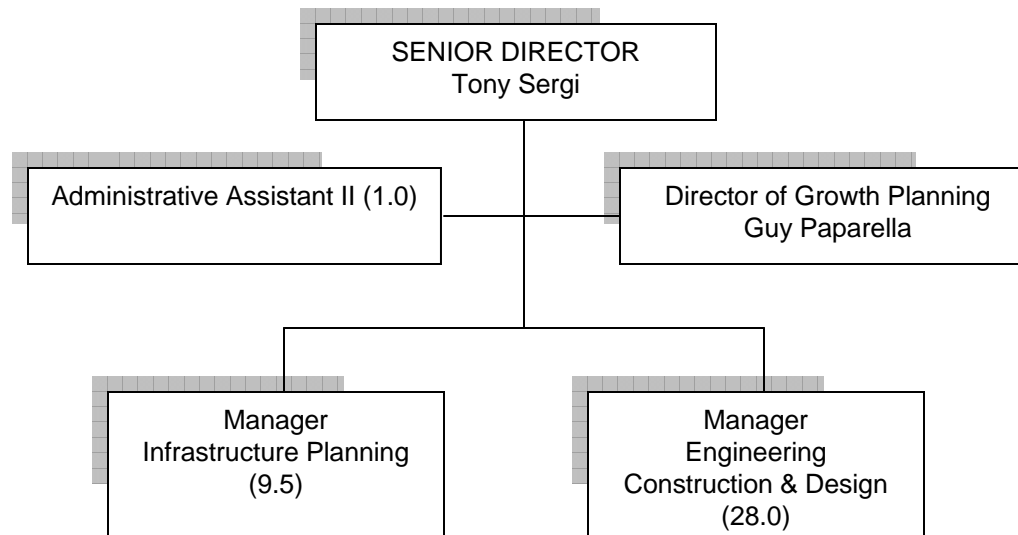 SENIOR DIRECTOR
Tony Sergi
Administrative Assistant II (1.0)
Director of Growth Planning
Guy Paparella
Manager
Infrastructure Planning
(9.5)
Manager
Engineering
Construction & Design
(28.0)